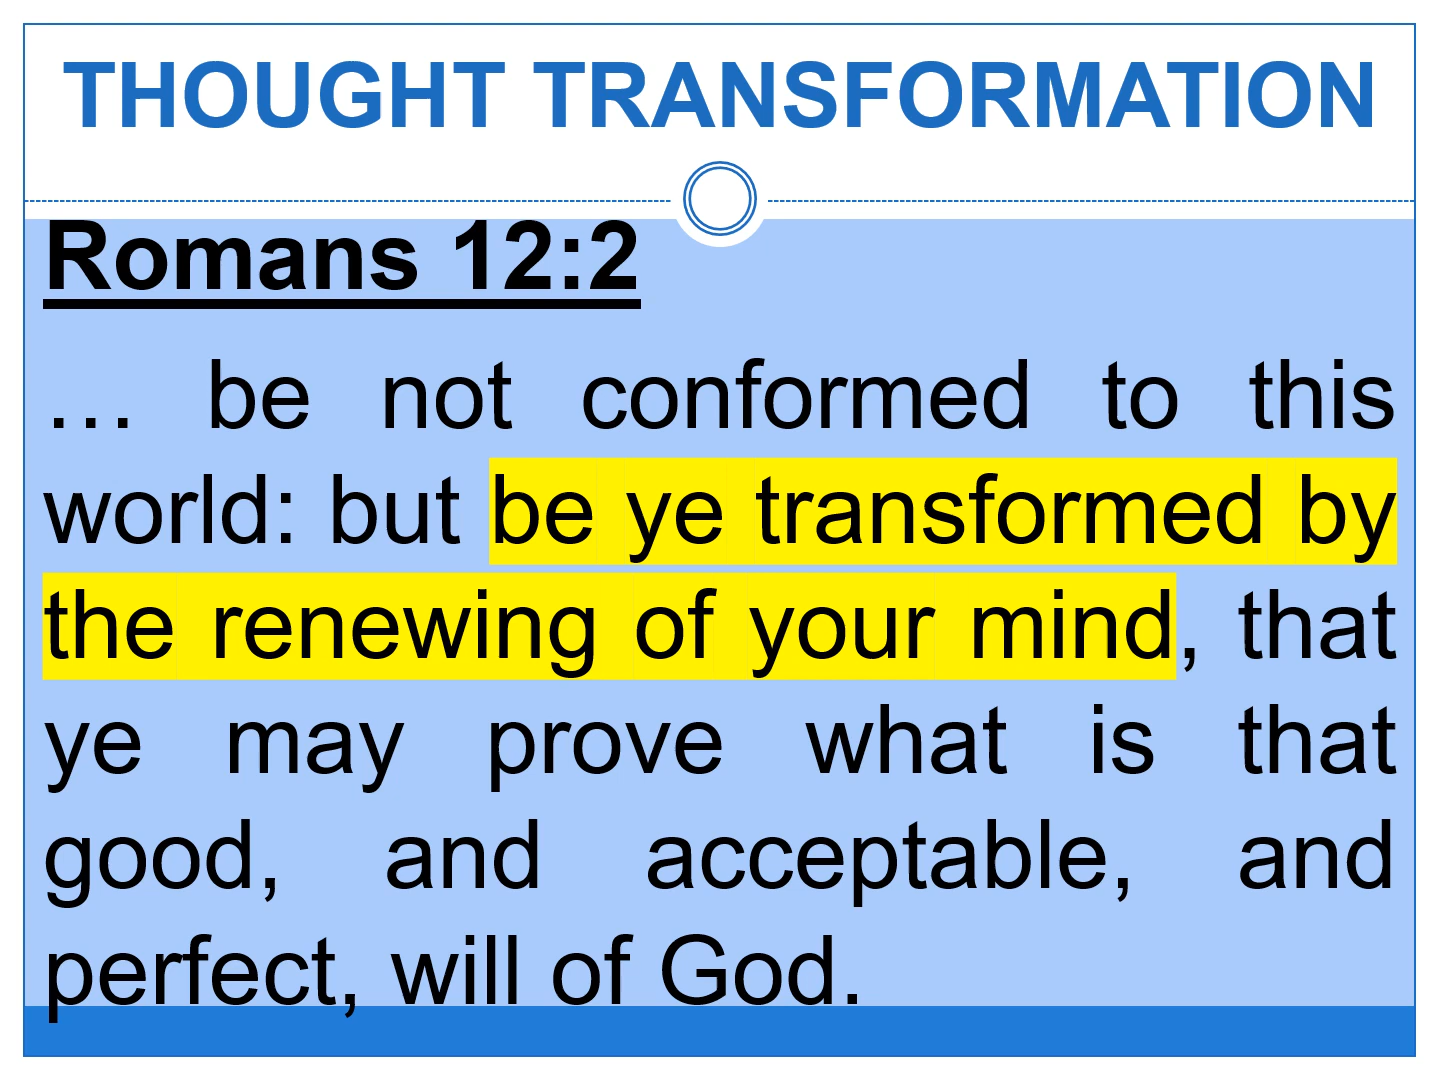 THOUGHT TRANSFORMATION
Romans 12:2
… be not conformed to this
world: but be ye transformed by
the renewing of your mind, that
ye may prove what is that
good, and acceptable, and
perfect, will of God.